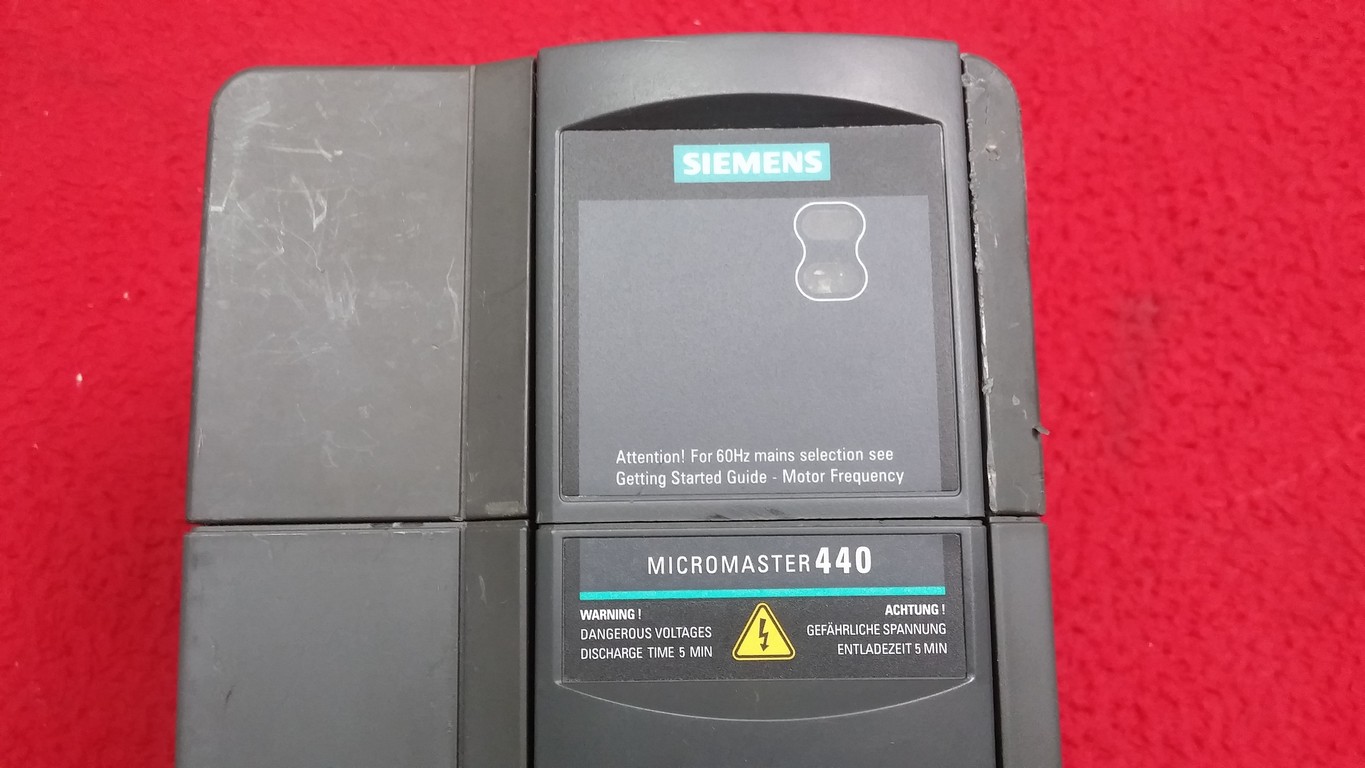 SIEMENS
Attention! For 60Hz mains selection see
Getting Started Guide - Motor Frequency
MICROMASTER 440
WARNING !
DANGEROUS VOLTAGES
DISCHARGE TIME 5 MIN
ACHTUNG !
GEFÄHRLICHE SPANNUNG
ENTLADEZEIT 5 MIN